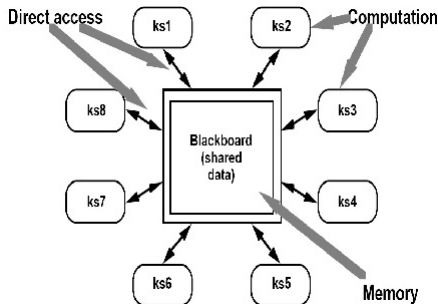 Direct access
ks1
ks2
Computation
ks8
ks3
Blackboard
(shared
data)
ks7
ks4
ks6
ks5
Memory